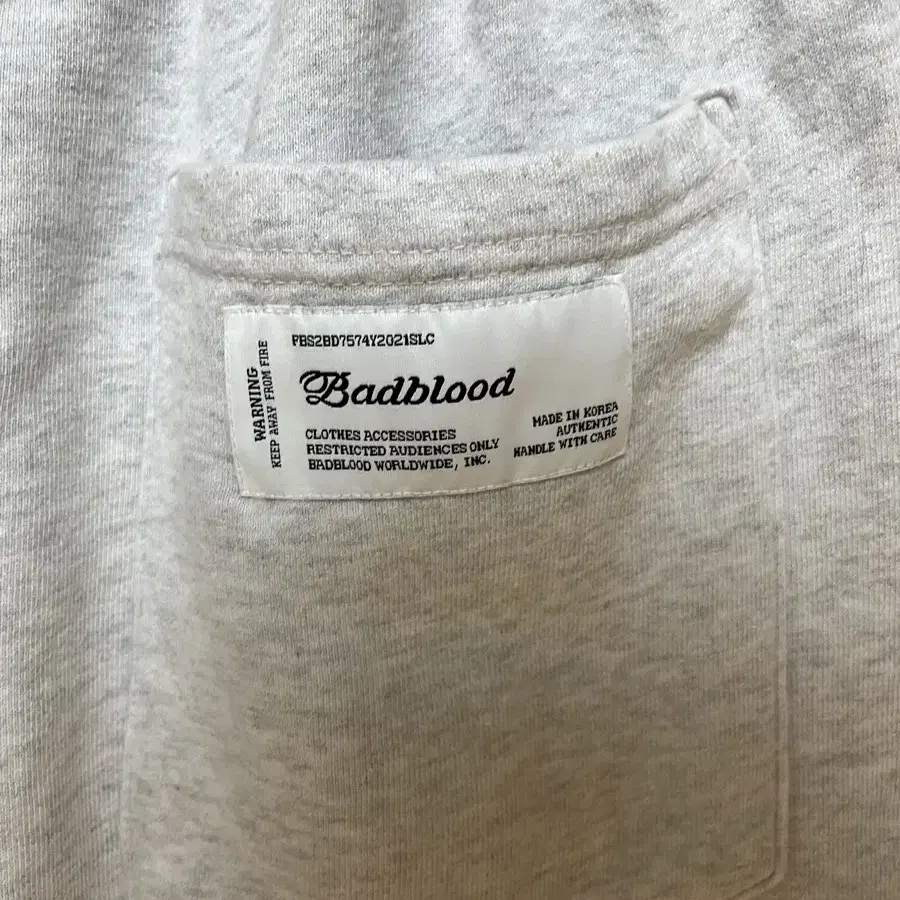 PBS2BD7574Y2021SLC
WARNING
KEEP AWAY FROM FIRE
Badblood
CLOTHES ACCESSORIES
RESTRICTED AUDIENCES ONLY
BADBLOOD WORLDWIDE, INC.
MADE IN KOREA
AUTHENTIC
HANDLE WITH CARE